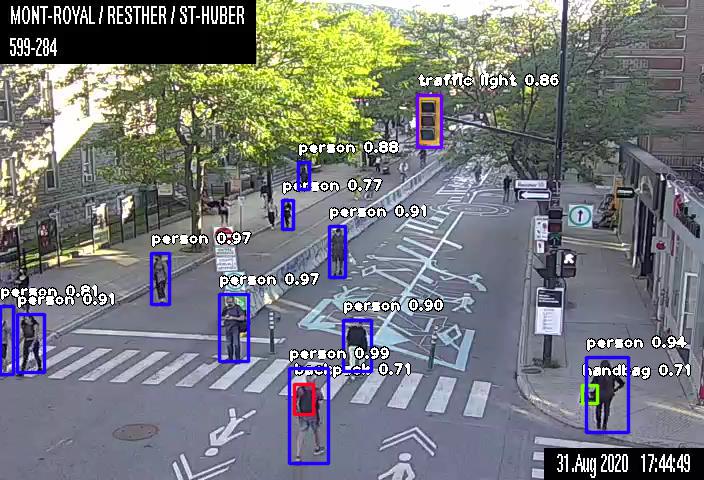 MONT-ROYAL / RESTHER / ST-HUBER
599-284
traffic light 0.86
person 0.88
person 0.77
person 0.91
person 0.97
person 0.97
person 0.81
person 0.91
person 0.90
person 0.99
backpack 0.71
person 0.94
handbag 0.71
31.Aug 2020 17:44:49